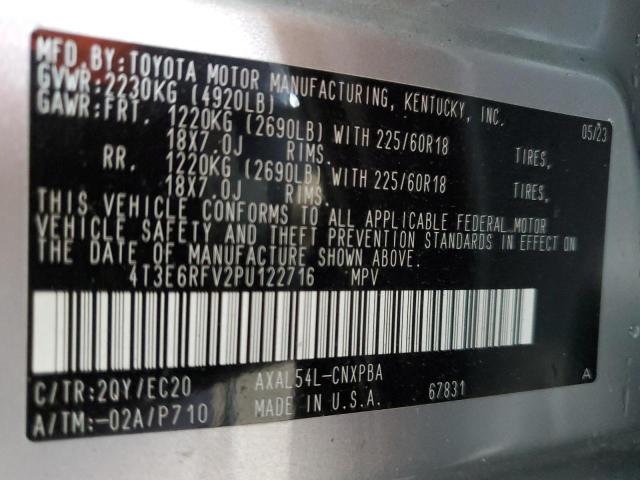 MFD.BY:TOYOTA MOTOR MANUFACTURING, KENTUCKY, INC.
GVWR:2230KG (4920LB) 05/23
GAWR:FRT. 1220KG (2690LB) WITH 225/60R18 TIRES,
18X7.0J RIMS.
RR. 1220KG (2690LB) WITH 225/60R18 TIRES,
18X7.0J RIMS.
THIS VEHICLE CONFORMS TO ALL APPLICABLE FEDERAL MOTOR
VEHICLE SAFETY AND THEFT PREVENTION STANDARDS IN EFFECT ON
THE DATE OF MANUFACTURE SHOWN ABOVE.
4T3E6RFV2PU122716 MPV
C/TR:2QY/EC20 AXAL54L-CNXPBA A
A/TM:-02A/P710 MADE IN U.S.A. 67831